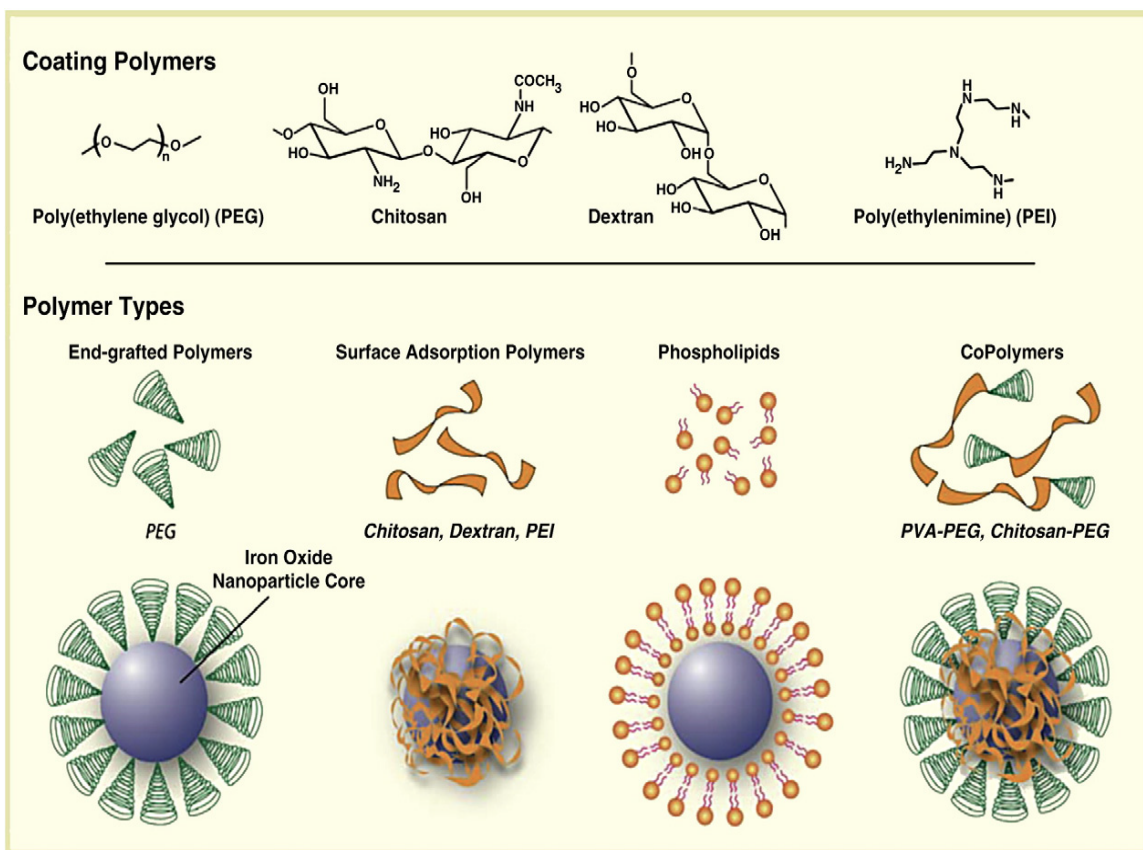 Coating Polymers
OH
O
O
n
O
HO
O
NH₂
O
HO
COCH₃
NH
O
OH
O
HO
HO
O
OH
O
HO
HO
O
OH
H
N
N
H
N
H₂N
N
H
Poly(ethylene glycol) (PEG)
Chitosan
Dextran
Poly(ethylenimine) (PEI)
Polymer Types
End-grafted Polymers
Surface Adsorption Polymers
Phospholipids
CoPolymers
PEG
Chitosan, Dextran, PEI
PVA-PEG, Chitosan-PEG
Iron Oxide
Nanoparticle Core